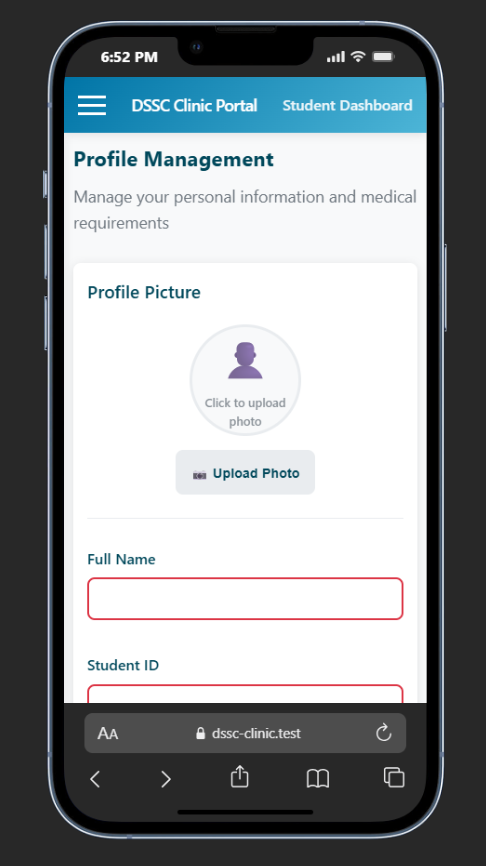 6:52 PM
DSSC Clinic Portal Student Dashboard
Profile Management
Manage your personal information and medical
requirements
Profile Picture
Click to upload
photo
Upload Photo
Full Name
Student ID
AA dssc-clinic.test